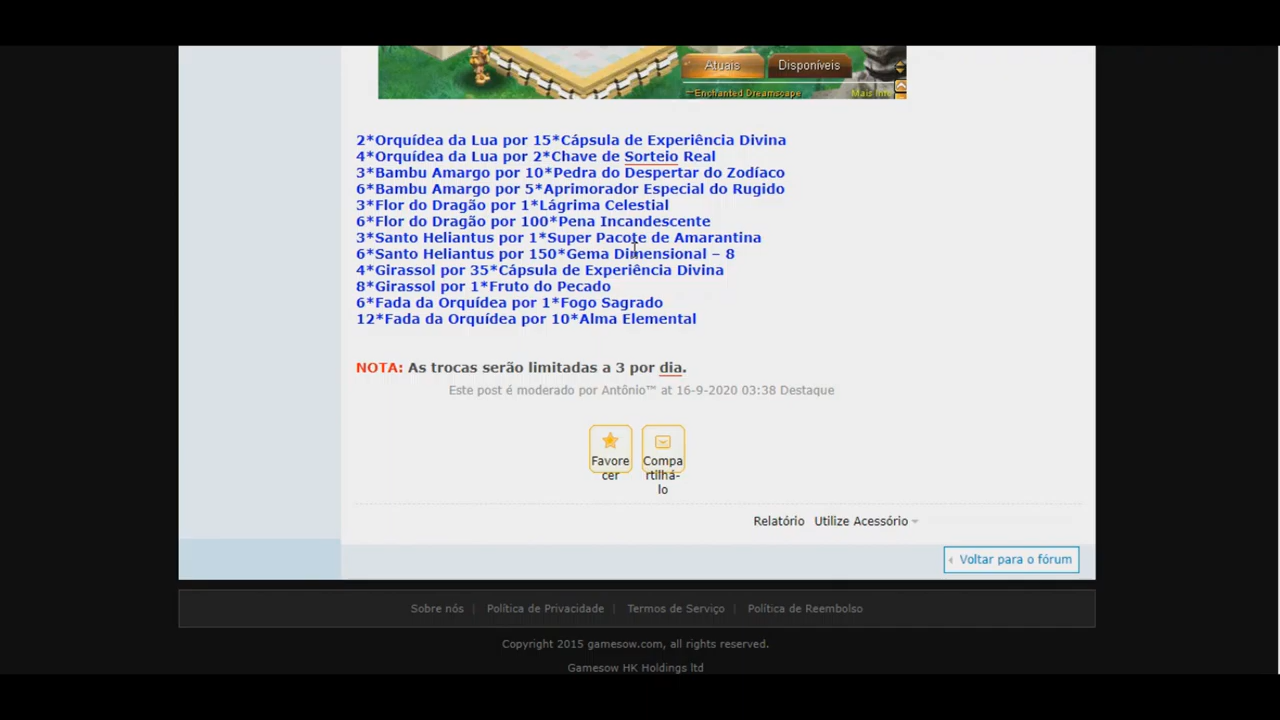 Atuais Disponíveis
Enchanted Dreamscape Mais Info
2*Orquídea da Lua por 15*Cápsula de Experiência Divina
4*Orquídea da Lua por 2*Chave de Sorteio Real
3*Bambu Amargo por 10*Pedra do Despertar do Zodíaco
6*Bambu Amargo por 5*Aprimorador Especial do Rugido
3*Flor do Dragão por 1*Lágrima Celestial
6*Flor do Dragão por 100*Pena Incandescente
3*Santo Heliantus por 1*Super Pacote de Amarantina
6*Santo Heliantus por 150*Gema Dimensional – 8
4*Girassol por 35*Cápsula de Experiência Divina
8*Girassol por 1*Fruto do Pecado
6*Fada da Orquídea por 1*Fogo Sagrado
12*Fada da Orquídea por 10*Alma Elemental
NOTA: As trocas serão limitadas a 3 por dia.
Este post é moderado por Antônio™ at 16-9-2020 03:38 Destaque
Favore Compa
cer rtilhá-
lo
Relatório Utilize Acessório
Voltar para o fórum
Sobre nós | Política de Privacidade | Termos de Serviço | Política de Reembolso
Copyright 2015 gamesow.com, all rights reserved.
Gamesow HK Holdings ltd